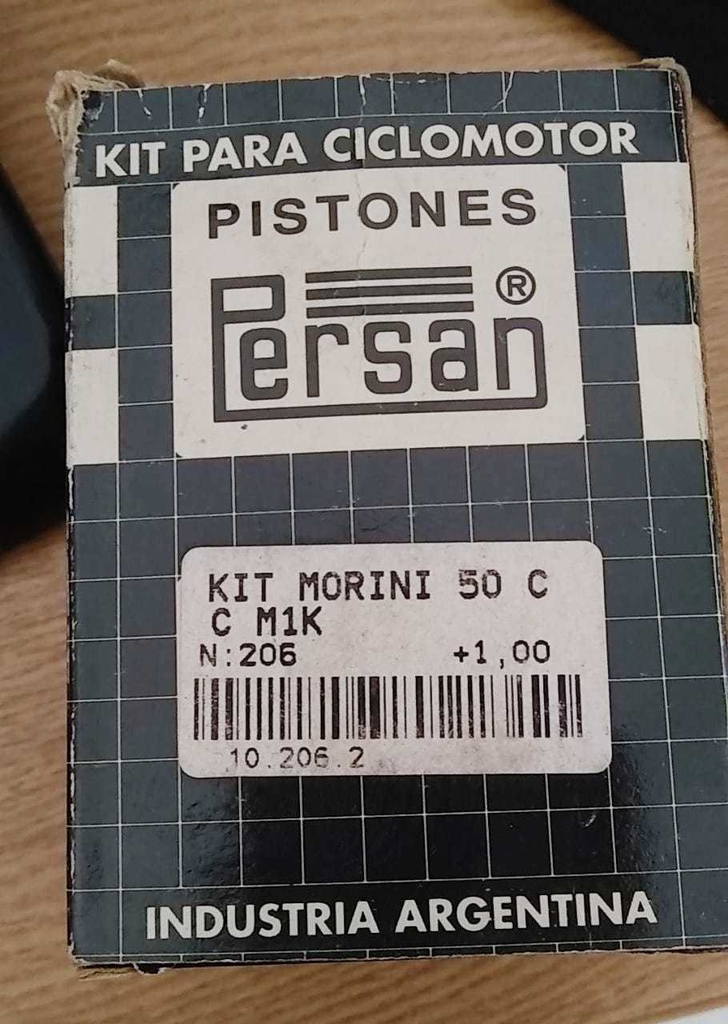 KIT PARA CICLOMOTOR
PISTONES
Persan ®
KIT MORINI 50 C
C M1K
N:206 +1,00
10.206.2
INDUSTRIA ARGENTINA